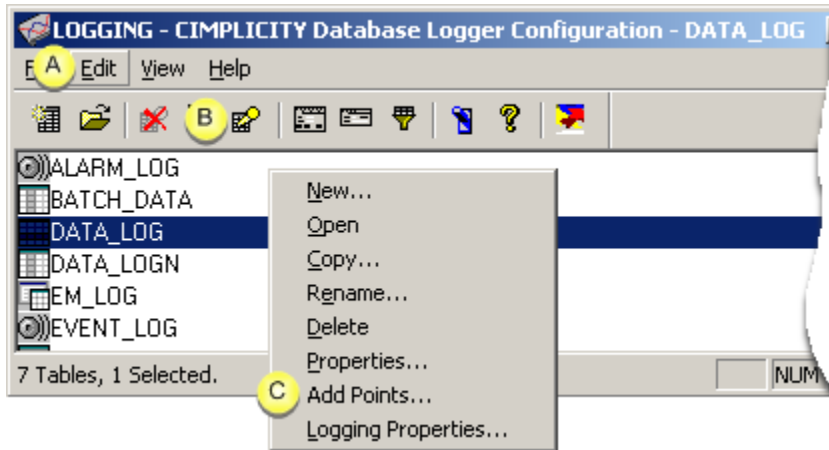 LOGGING - CIMPLICITY Database Logger Configuration - DATA_LOG
F A Edit View Help
B
ALARM_LOG
BATCH_DATA
DATA_LOG
DATA_LOGN
EM_LOG
EVENT_LOG
7 Tables, 1 Selected.
NUM
New...
Open
Copy...
Rename...
Delete
Properties...
C Add Points...
Logging Properties...